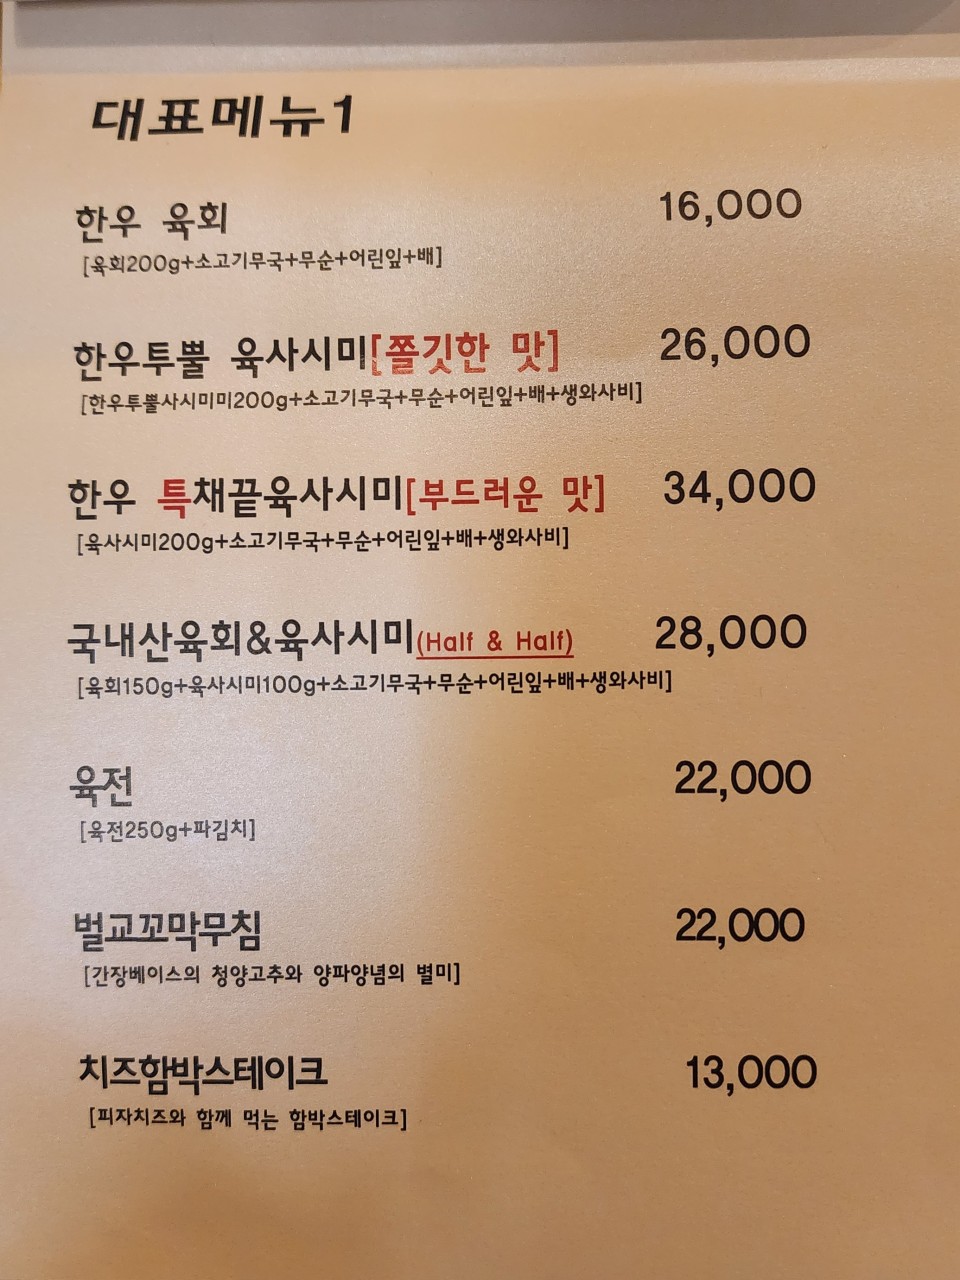 대표메뉴1
한우 육회 16,000
[육회200g+소고기무국+무순+어린잎+배]
한우투뿔 육사시미[쫄깃한 맛] 26,000
[한우투뿔사시미미200g+소고기무국+무순+어린잎+배+생와사비]
한우 특채끝육사시미[부드러운 맛] 34,000
[육사시미200g+소고기무국+무순+어린잎+배+생와사비]
국내산육회&육사시미(Half & Half) 28,000
[육회150g+육사시미100g+소고기무국+무순+어린잎+배+생와사비]
육전 22,000
[육전250g+파김치]
벌교꼬막무침 22,000
[간장베이스의 청양고추와 양파양념의 별미]
치즈함박스테이크 13,000
[피자치즈와 함께 먹는 함박스테이크]